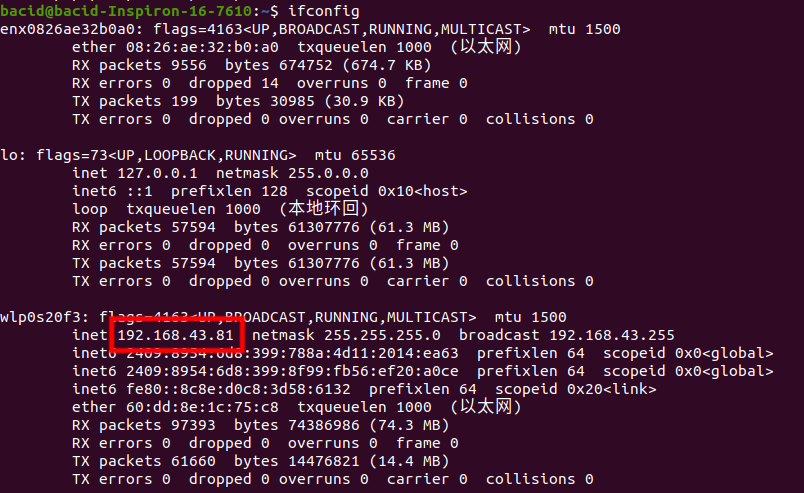 bacid@bacid-Inspiron-16-7610:~$ ifconfig
enx0826ae32b0a0: flags=4163<UP,BROADCAST,RUNNING,MULTICAST>  mtu 1500
ether 08:26:ae:32:b0:a0  txqueuelen 1000  (以太网)
RX packets 9556  bytes 674752 (674.7 KB)
RX errors 0  dropped 14  overruns 0  frame 0
TX packets 199  bytes 30985 (30.9 KB)
TX errors 0  dropped 0 overruns 0  carrier 0  collisions 0
lo: flags=73<UP,LOOPBACK,RUNNING>  mtu 65536
inet 127.0.0.1  netmask 255.0.0.0
inet6 ::1  prefixlen 128  scopeid 0x10<host>
loop  txqueuelen 1000  (本地环回)
RX packets 57594  bytes 61307776 (61.3 MB)
RX errors 0  dropped 0  overruns 0  frame 0
TX packets 57594  bytes 61307776 (61.3 MB)
TX errors 0  dropped 0 overruns 0  carrier 0  collisions 0
wlp0s20f3: flags=4163<UP,BROADCAST,RUNNING,MULTICAST>  mtu 1500
inet 192.168.43.81  netmask 255.255.255.0  broadcast 192.168.43.255
inet6 2409:8954:6d8:399:788a:4d11:2014:ea63  prefixlen 64  scopeid 0x0<global>
inet6 2409:8954:6d8:399:8f99:fb56:ef20:a0ce  prefixlen 64  scopeid 0x0<global>
inet6 fe80::8c8e:d0c8:3d58:6132  prefixlen 64  scopeid 0x20<link>
ether 60:dd:8e:1c:75:c8  txqueuelen 1000  (以太网)
RX packets 97393  bytes 74386986 (74.3 MB)
RX errors 0  dropped 0  overruns 0  frame 0
TX packets 61660  bytes 14476821 (14.4 MB)
TX errors 0  dropped 0 overruns 0  carrier 0  collisions 0